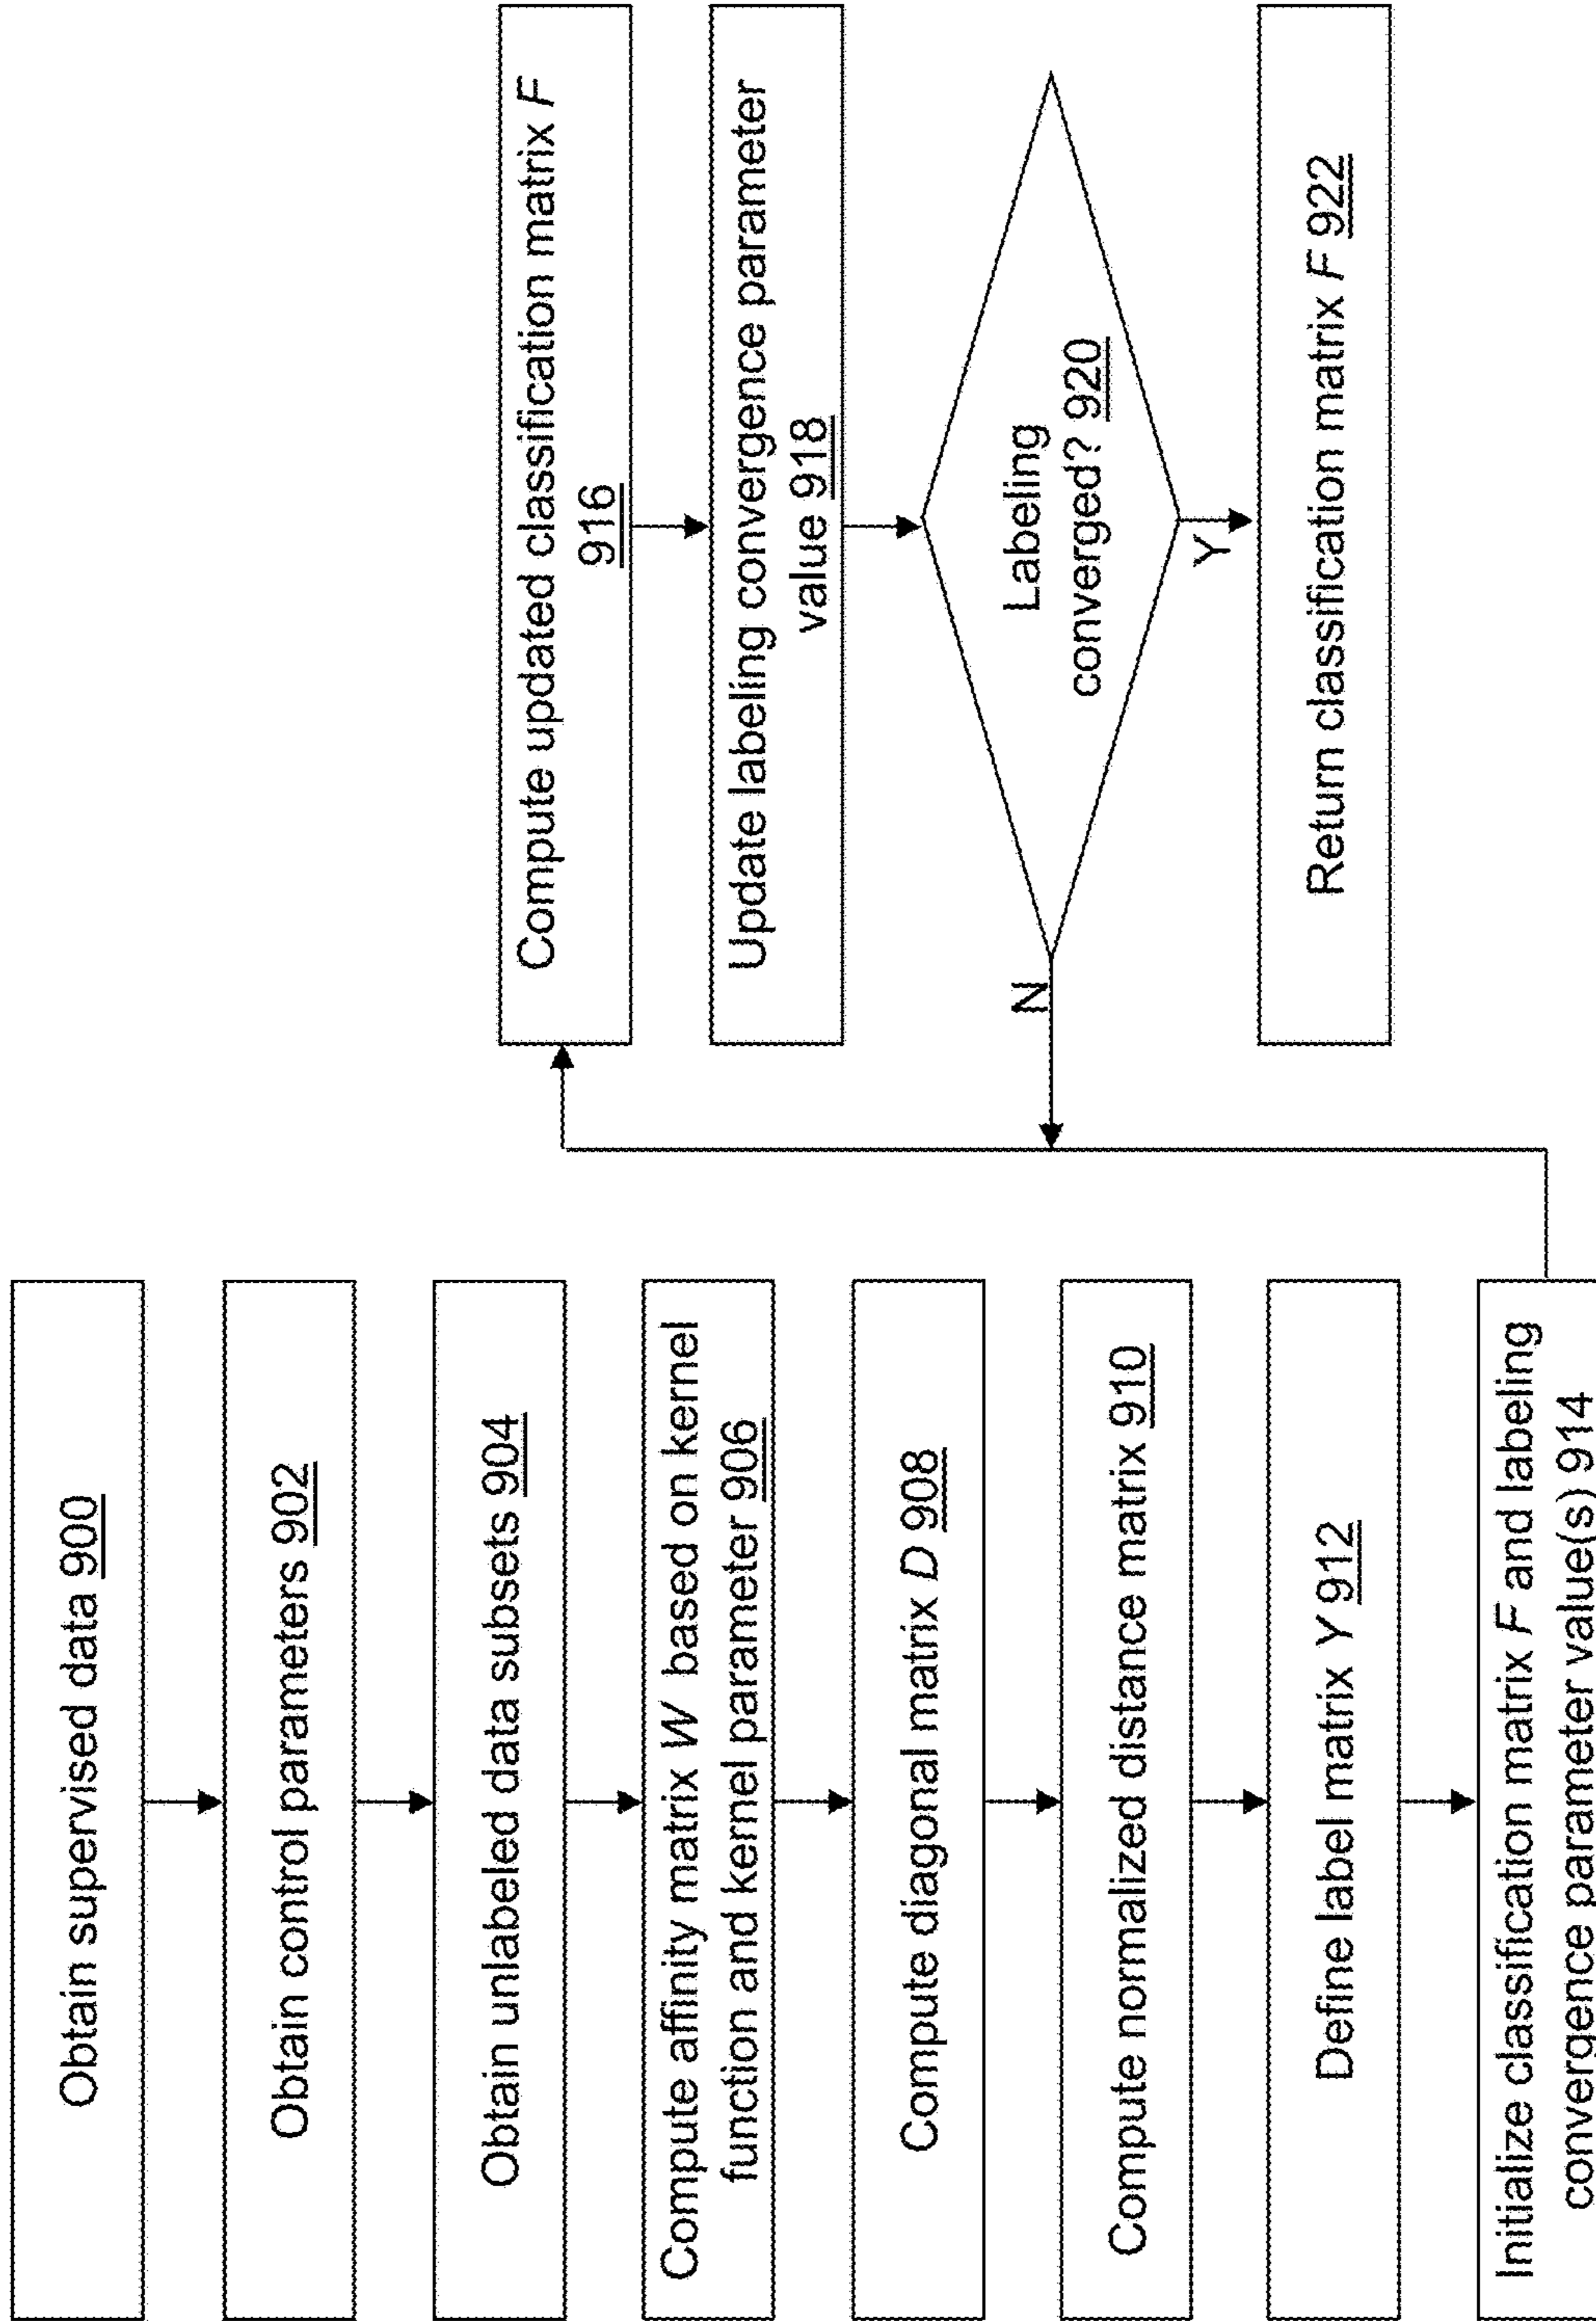 Obtain supervised data 900
Obtain control parameters 902
Obtain unlabeled data subsets 904
Compute affinity matrix W based on kernel
function and kernel parameter 906
Compute diagonal matrix D 908
Compute normalized distance matrix 910
Define label matrix Y 912
Initialize classification matrix F and labeling
convergence parameter value(s) 914
Compute updated classification matrix F
916
Update labeling convergence parameter
value 918
Labeling
converged? 920
N
Y
Return classification matrix F 922